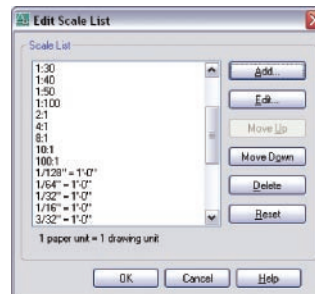 Edit Scale List
Scale List
1:30
1:40
1:50
1:100
2:1
4:1
8:1
10:1
100:1
1/128" = 1'-0"
1/64" = 1'-0"
1/32" = 1'-0"
1/16" = 1'-0"
3/32" = 1'-0"
1 paper unit = 1 drawing unit
Add...
Edit...
Move Up
Move Down
Delete
Reset
OK
Cancel
Help